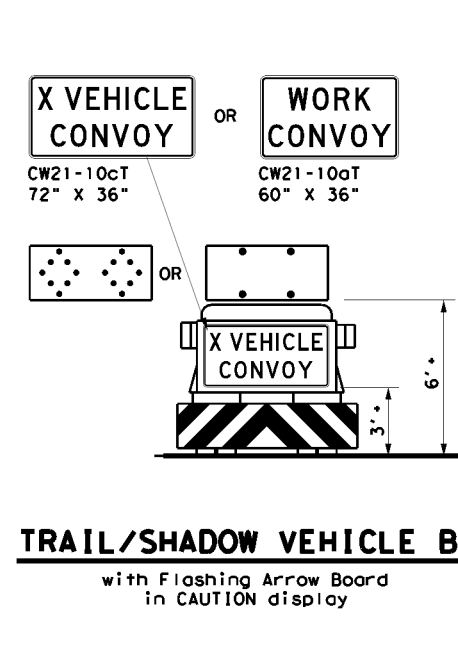 X VEHICLE
CONVOY
OR
WORK
CONVOY
CW21-10cT
72" X 36"
CW21-10aT
60" X 36"
OR
X VEHICLE
CONVOY
6'+
3'+
TRAIL/SHADOW VEHICLE B
with Flashing Arrow Board
in CAUTION display